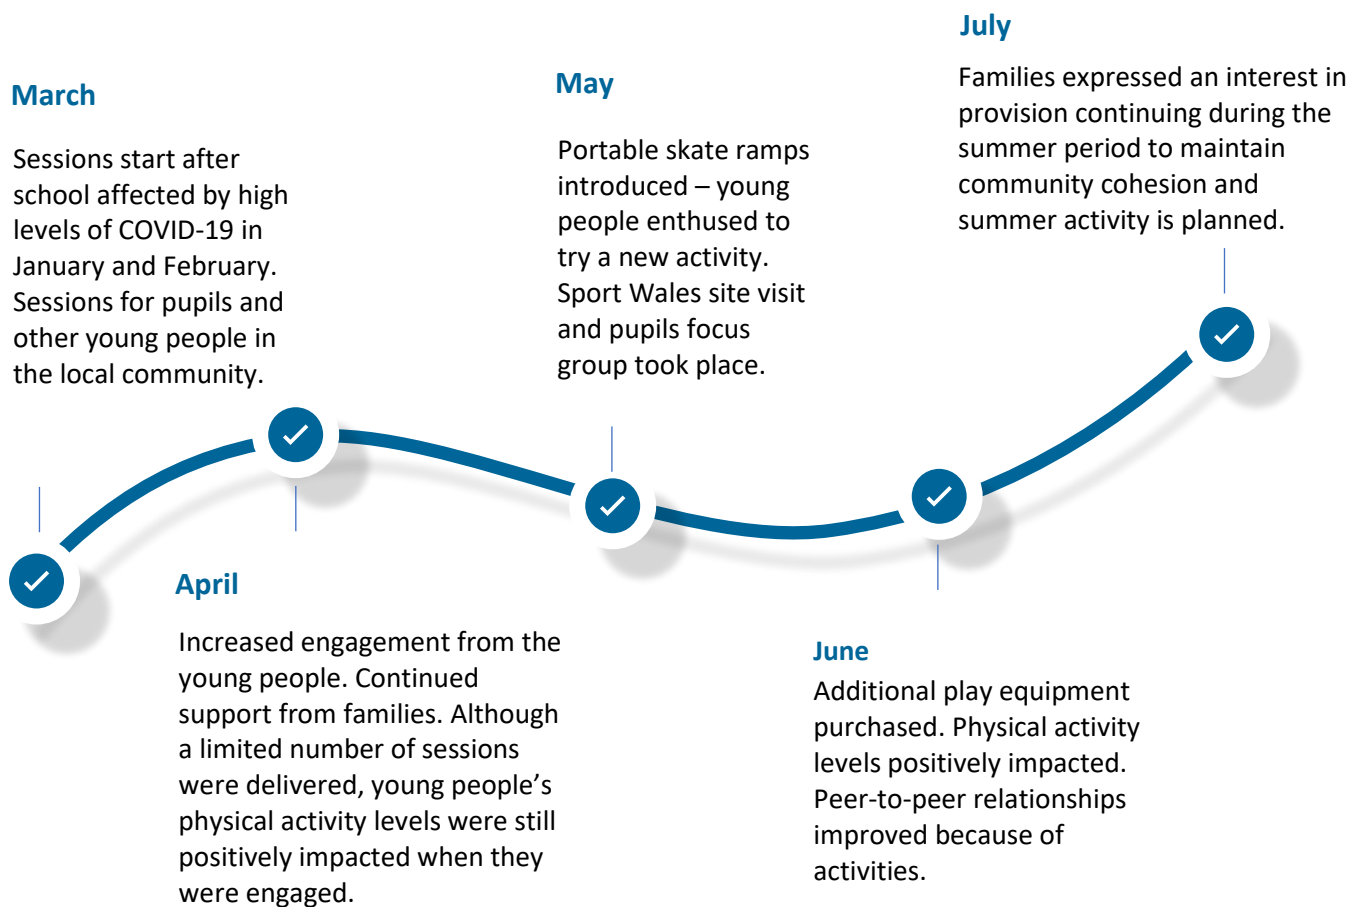 March
Sessions start after
school affected by high
levels of COVID-19 in
January and February.
Sessions for pupils and
other young people in
the local community.
April
Increased engagement from the
young people. Continued
support from families. Although
a limited number of sessions
were delivered, young people’s
physical activity levels were still
positively impacted when they
were engaged.
May
Portable skate ramps
introduced – young
people enthused to
try a new activity.
Sport Wales site visit
and pupils focus
group took place.
June
Additional play equipment
purchased. Physical activity
levels positively impacted.
Peer-to-peer relationships
improved because of
activities.
July
Families expressed an interest in
provision continuing during the
summer period to maintain
community cohesion and
summer activity is planned.